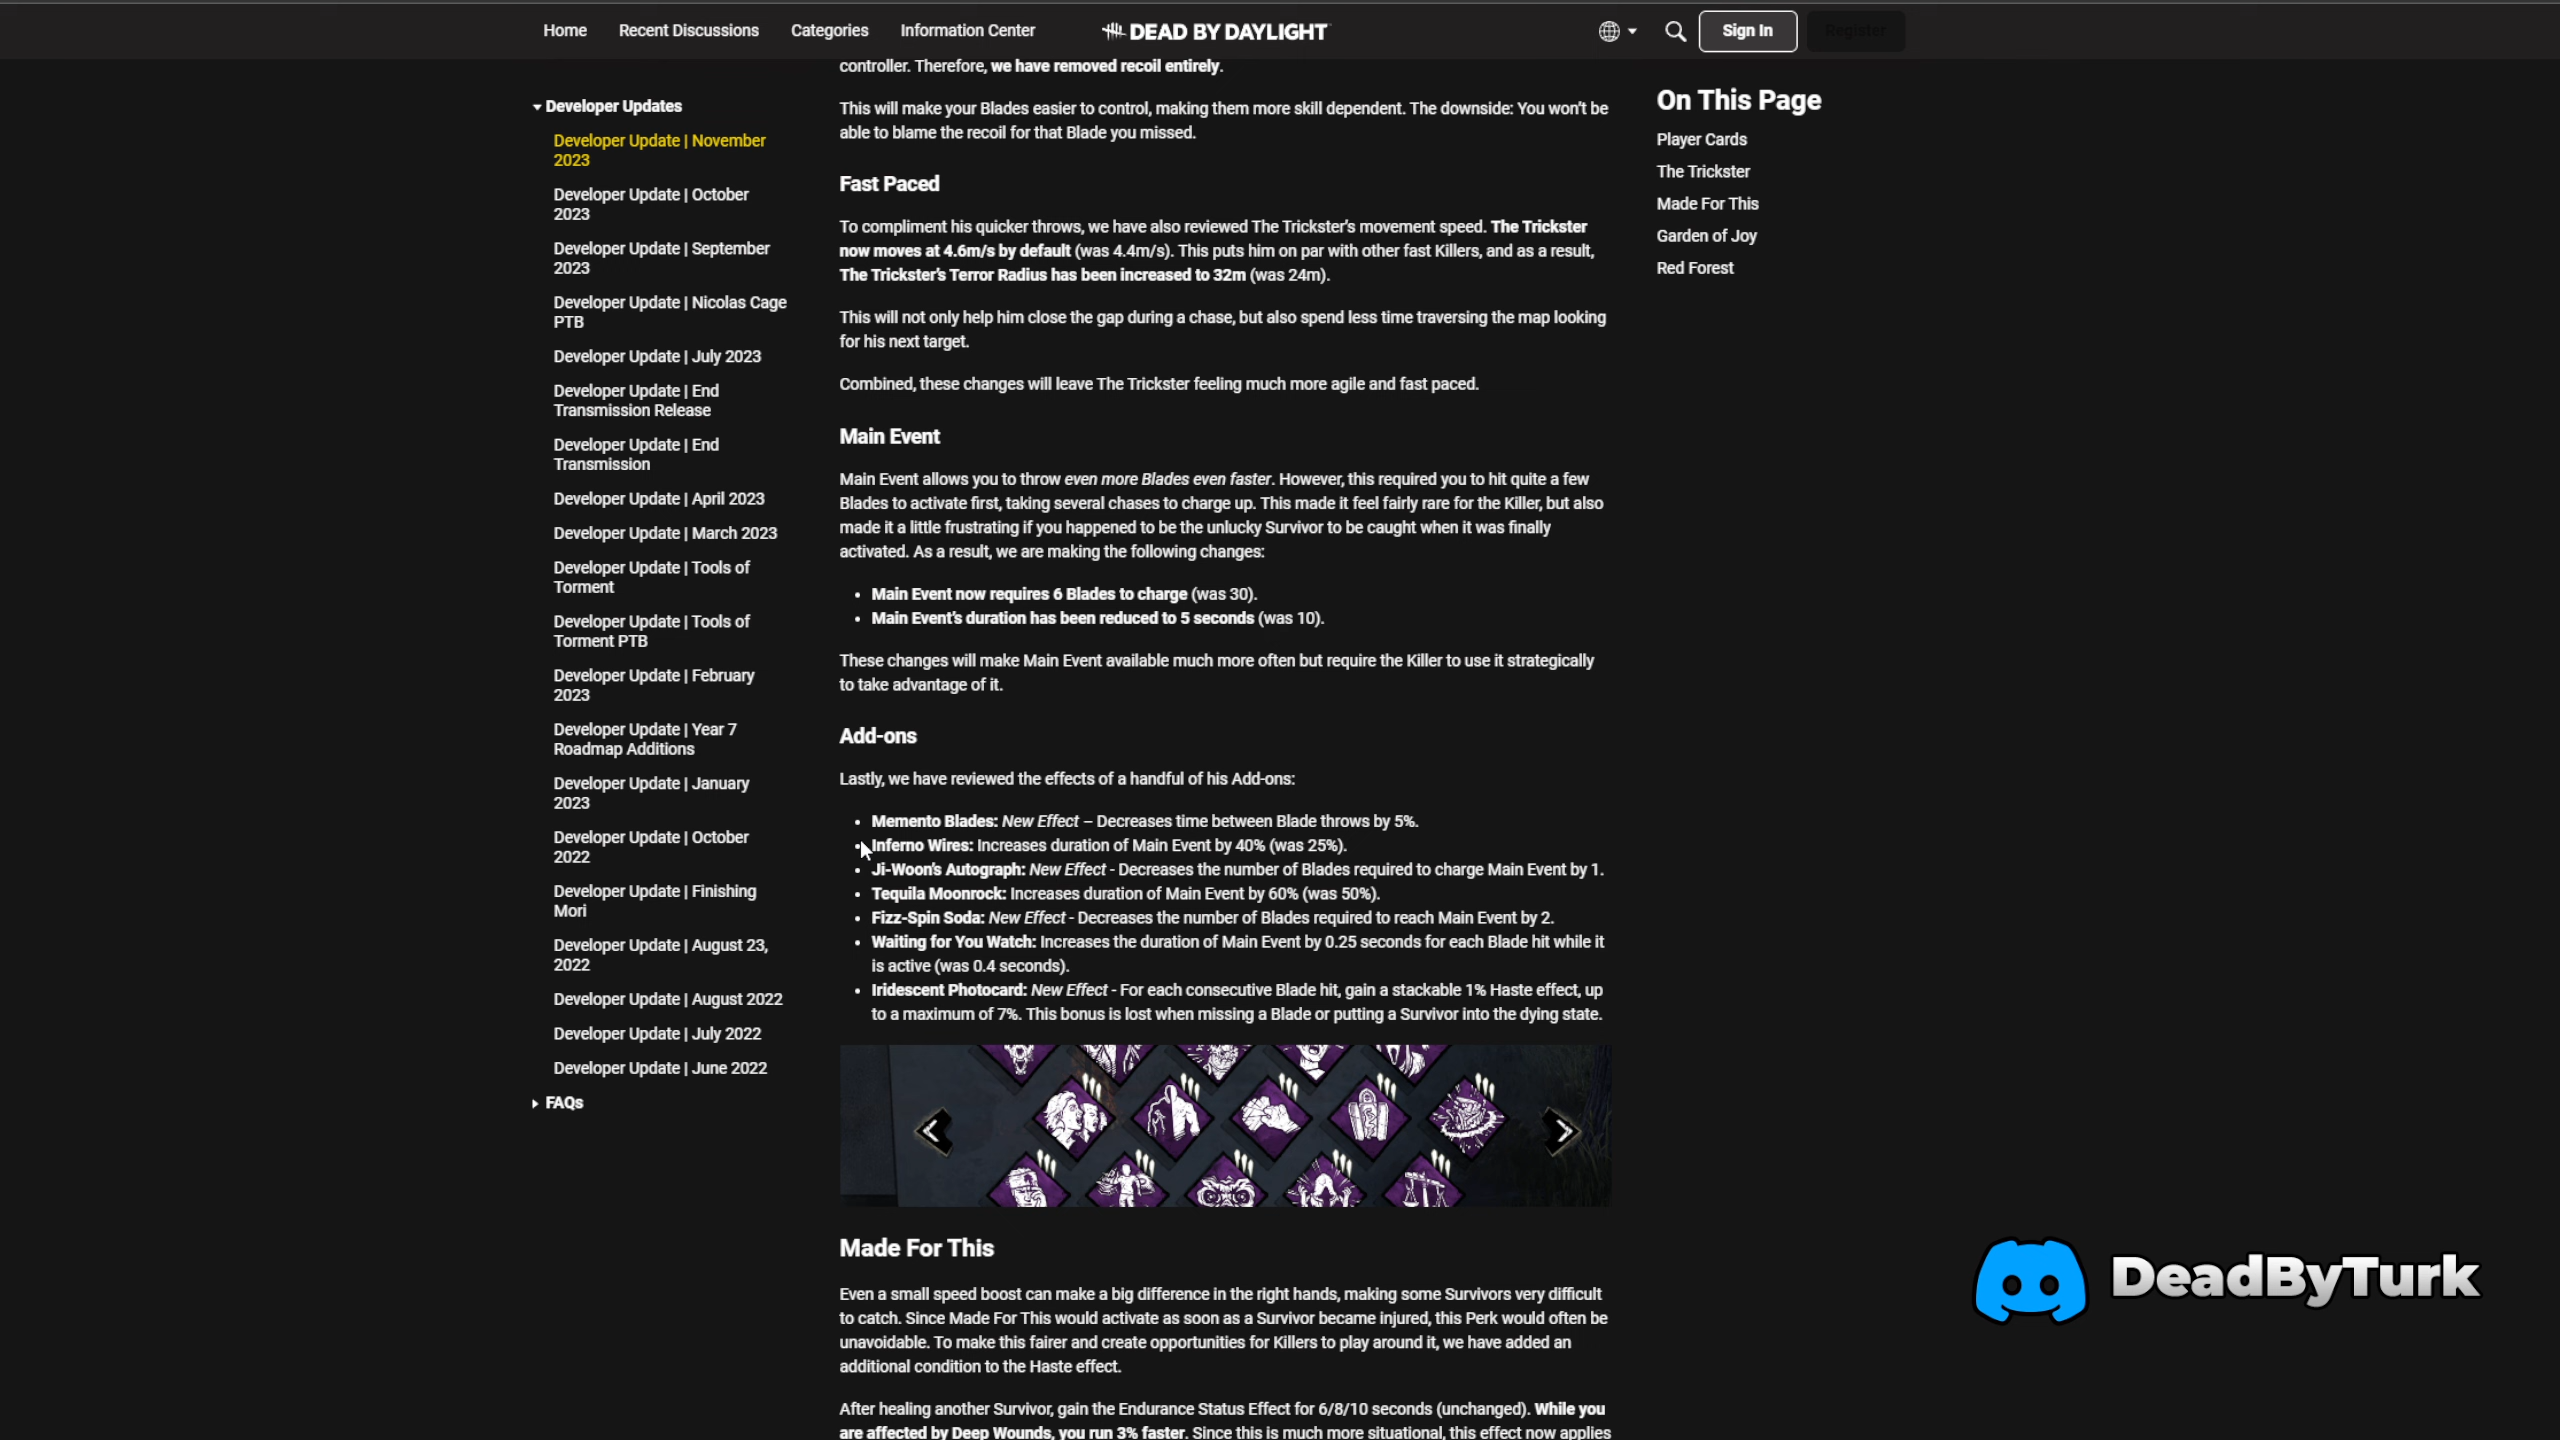 Home Recent Discussions Categories Information Center DEAD BY DAYLIGHT Sign In Register
Developer Updates
Developer Update | November
2023
Developer Update | October
2023
Developer Update | September
2023
Developer Update | Nicolas Cage
PTB
Developer Update | July 2023
Developer Update | End
Transmission Release
Developer Update | End
Transmission
Developer Update | April 2023
Developer Update | March 2023
Developer Update | Tools of
Torment
Developer Update | Tools of
Torment PTB
Developer Update | February
2023
Developer Update | Year 7
Roadmap Additions
Developer Update | January
2023
Developer Update | October
2022
Developer Update | Finishing
Mori
Developer Update | August 23,
2022
Developer Update | August 2022
Developer Update | July 2022
Developer Update | June 2022
FAQs
controller. Therefore, we have removed recoil entirely.
This will make your Blades easier to control, making them more skill dependent. The downside: You won't be
able to blame the recoil for that Blade you missed.
Fast Paced
To compliment his quicker throws, we have also reviewed The Trickster's movement speed. The Trickster
now moves at 4.6m/s by default (was 4.4m/s). This puts him on par with other fast Killers, and as a result,
The Trickster's Terror Radius has been increased to 32m (was 24m).
This will not only help him close the gap during a chase, but also spend less time traversing the map looking
for his next target.
Combined, these changes will leave The Trickster feeling much more agile and fast paced.
Main Event
Main Event allows you to throw even more Blades even faster. However, this required you to hit quite a few
Blades to activate first, taking several chases to charge up. This made it feel fairly rare for the Killer, but also
made it a little frustrating if you happened to be the unlucky Survivor to be caught when it was finally
activated. As a result, we are making the following changes:
• Main Event now requires 6 Blades to charge (was 30).
• Main Event's duration has been reduced to 5 seconds (was 10).
These changes will make Main Event available much more often but require the Killer to use it strategically
to take advantage of it.
Add-ons
Lastly, we have reviewed the effects of a handful of his Add-ons:
• Memento Blades: New Effect – Decreases time between Blade throws by 5%.
• Inferno Wires: Increases duration of Main Event by 40% (was 25%).
• Ji-Woon's Autograph: New Effect - Decreases the number of Blades required to charge Main Event by 1.
• Tequila Moonrock: Increases duration of Main Event by 60% (was 50%).
• Fizz-Spin Soda: New Effect - Decreases the number of Blades required to reach Main Event by 2.
• Waiting for You Watch: Increases the duration of Main Event by 0.25 seconds for each Blade hit while it
is active (was 0.4 seconds).
• Iridescent Photocard: New Effect - For each consecutive Blade hit, gain a stackable 1% Haste effect, up
to a maximum of 7%. This bonus is lost when missing a Blade or putting a Survivor into the dying state.
Made For This
Even a small speed boost can make a big difference in the right hands, making some Survivors very difficult
to catch. Since Made For This would activate as soon as a Survivor became injured, this Perk would often be
unavoidable. To make this fairer and create opportunities for Killers to play around it, we have added an
additional condition to the Haste effect.
After healing another Survivor, gain the Endurance Status Effect for 6/8/10 seconds (unchanged). While you
are affected by Deep Wounds, you run 3% faster. Since this is much more situational, this effect now applies
On This Page
Player Cards
The Trickster
Made For This
Garden of Joy
Red Forest
DeadByTurk